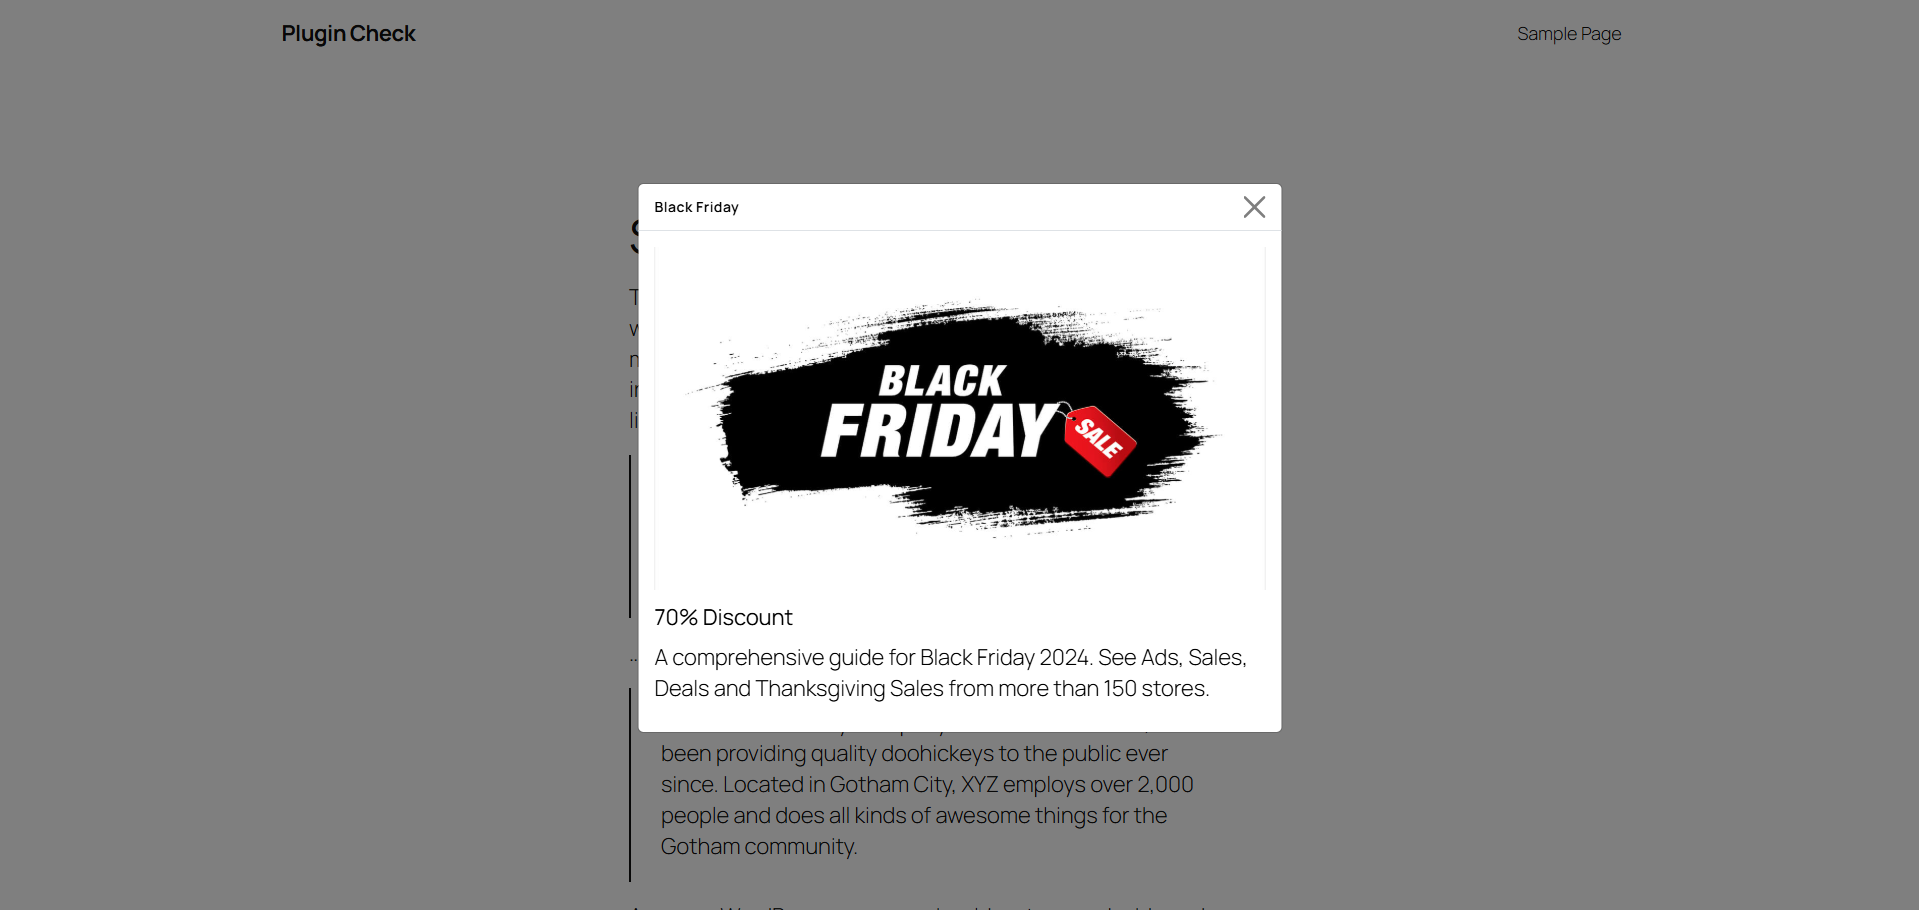 Plugin Check
Sample Page
Black Friday
BLACK
FRIDAY
SALE
70% Discount
A comprehensive guide for Black Friday 2024. See Ads, Sales,
Deals and Thanksgiving Sales from more than 150 stores.
been providing quality doohickeys to the public ever
since. Located in Gotham City, XYZ employs over 2,000
people and does all kinds of awesome things for the
Gotham community.